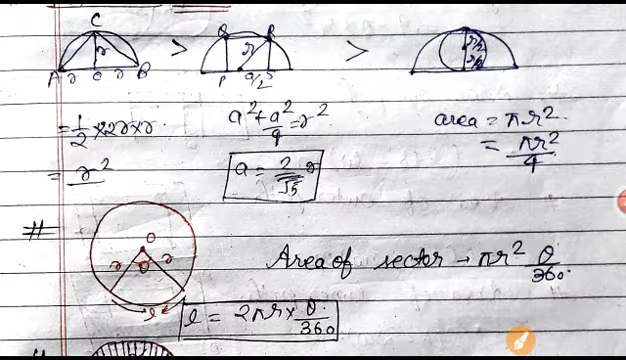 C
A r O r B
r
>
Q R
P a/2 S
r
>
r/2
r/2
= 1/2 × 2r × r
= r²
a² + a²/4 = r²
a = 2/√5 r
area = πr²
= πr²/4
#
O
r θ r
l
Area of sector → πr² θ/360.
l = 2πr × θ/360